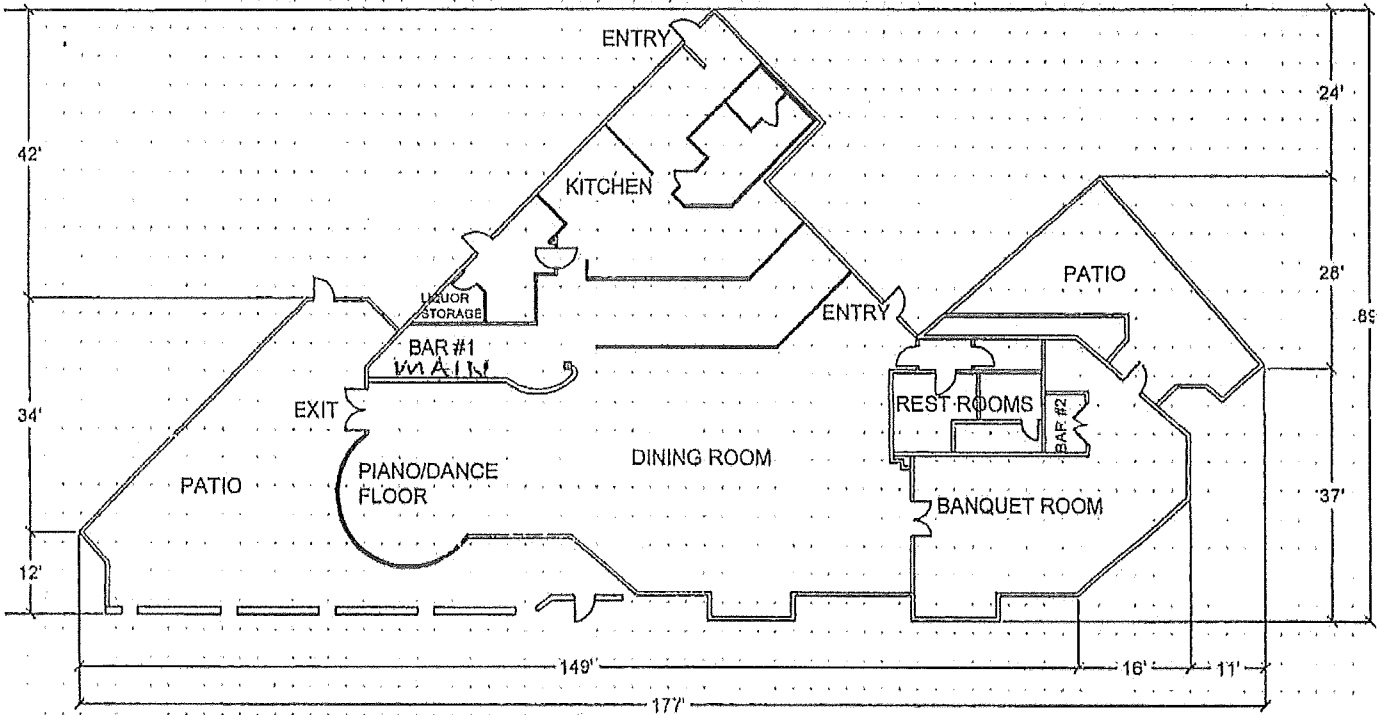 ENTRY
24'
42'
KITCHEN
PATIO
28'
LIQUOR
STORAGE
ENTRY
89
BAR #1
MAIN
EXIT
REST ROOMS
BAR #2
34'
PIANO/DANCE
FLOOR
DINING ROOM
PATIO
BANQUET ROOM
37'
12'
149'
16'
11'
177'